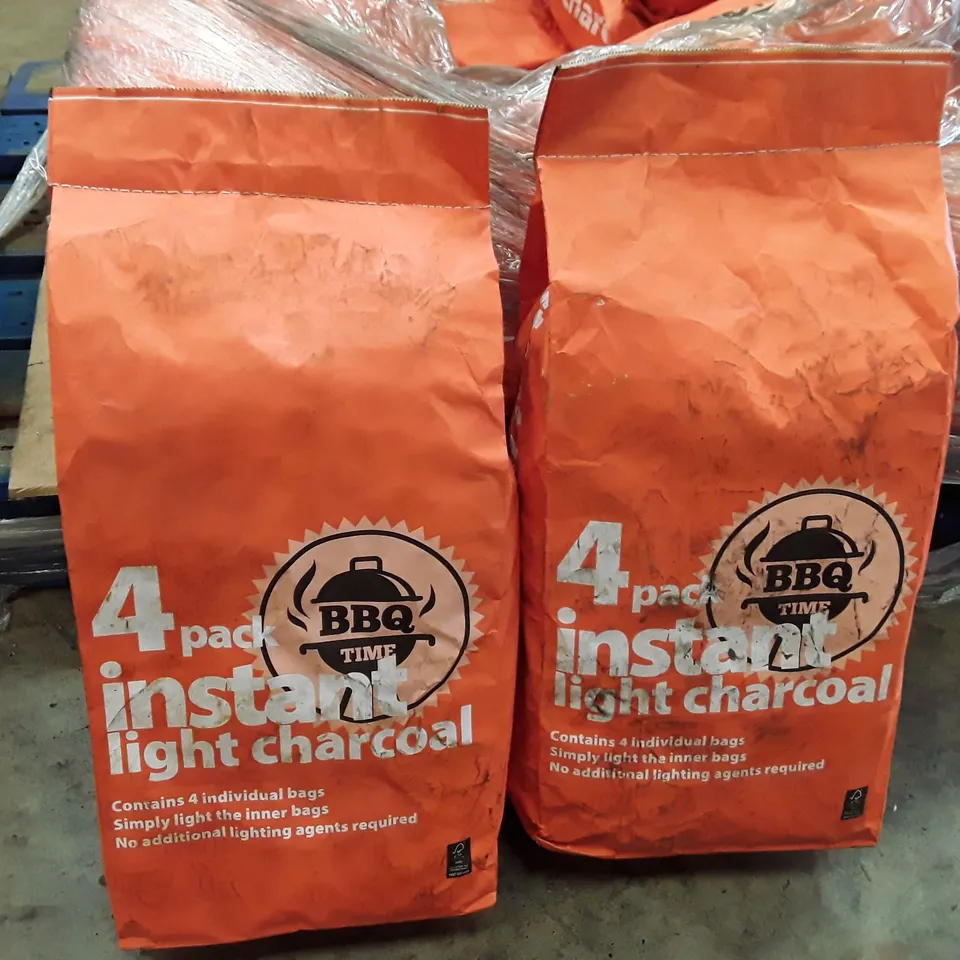 4 pack
instant
light charcoal
BBQ
TIME
Contains 4 individual bags
Simply light the inner bags
No additional lighting agents required
FSC
4 pack
instant
light charcoal
BBQ
TIME
Contains 4 individual bags
Simply light the inner bags
No additional lighting agents required